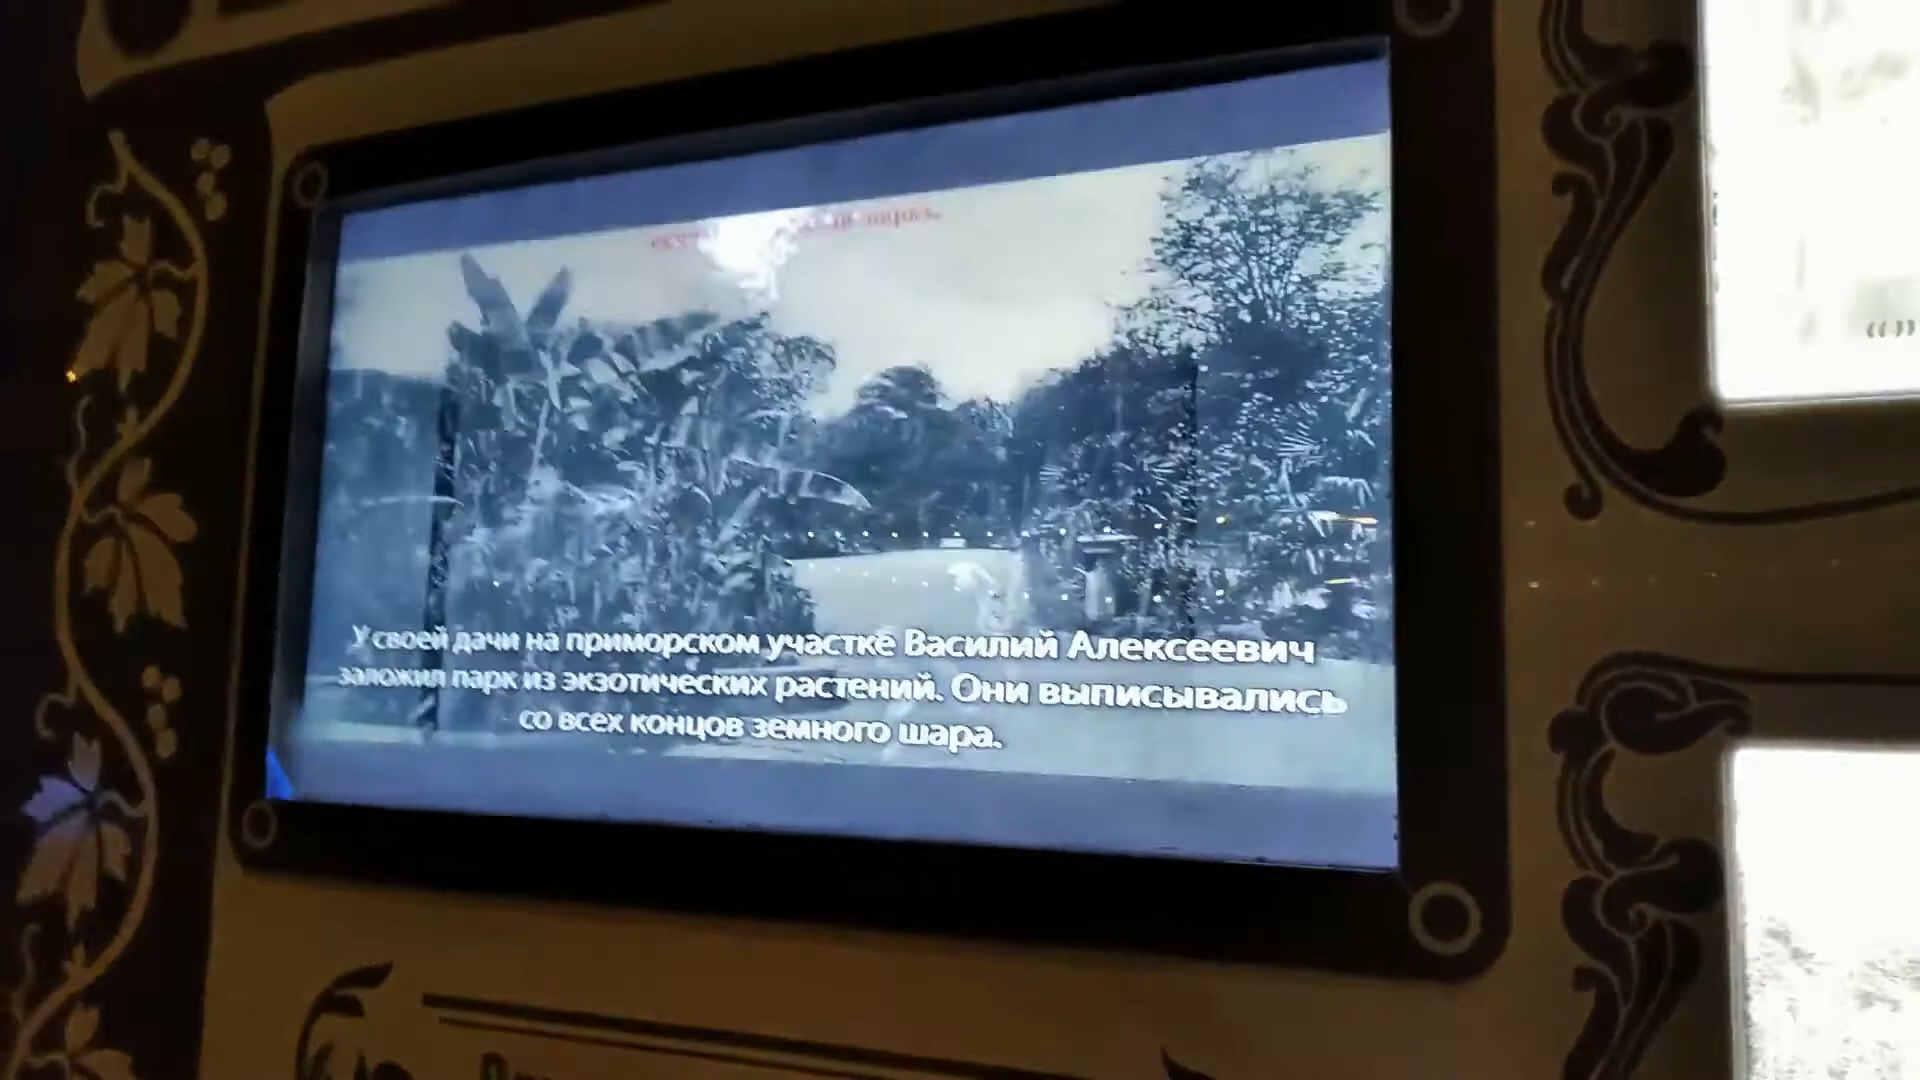 У своей дачи на приморском участке Василий Алексеевич
заложил парк из экзотических растений. Они выписывались
со всех концов земного шара.